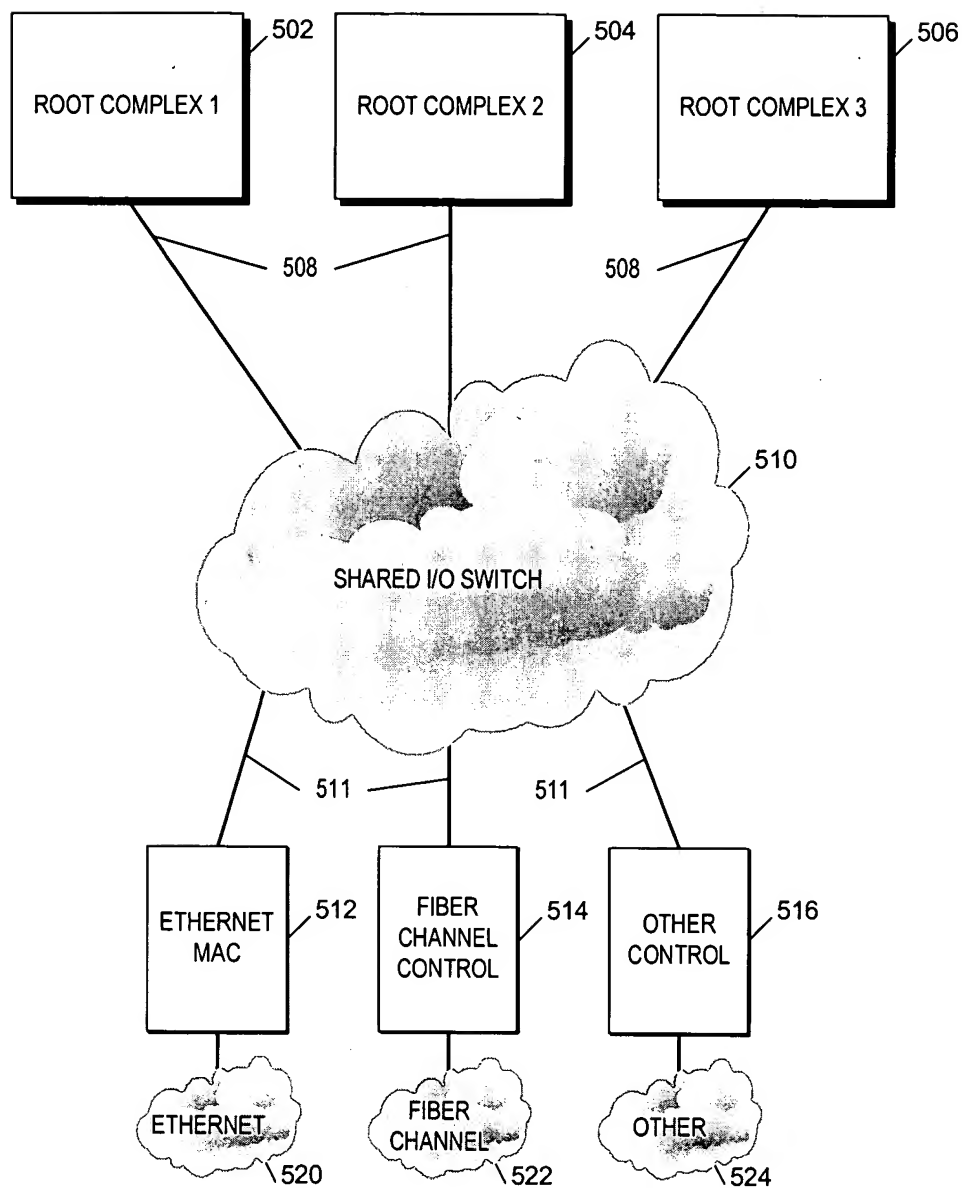 502
504
506
ROOT COMPLEX 1
ROOT COMPLEX 2
ROOT COMPLEX 3
508
508
510
SHARED I/O SWITCH
511
511
ETHERNET
MAC
512
FIBER
CHANNEL
CONTROL
514
OTHER
CONTROL
516
ETHERNET
520
FIBER
CHANNEL
522
OTHER
524